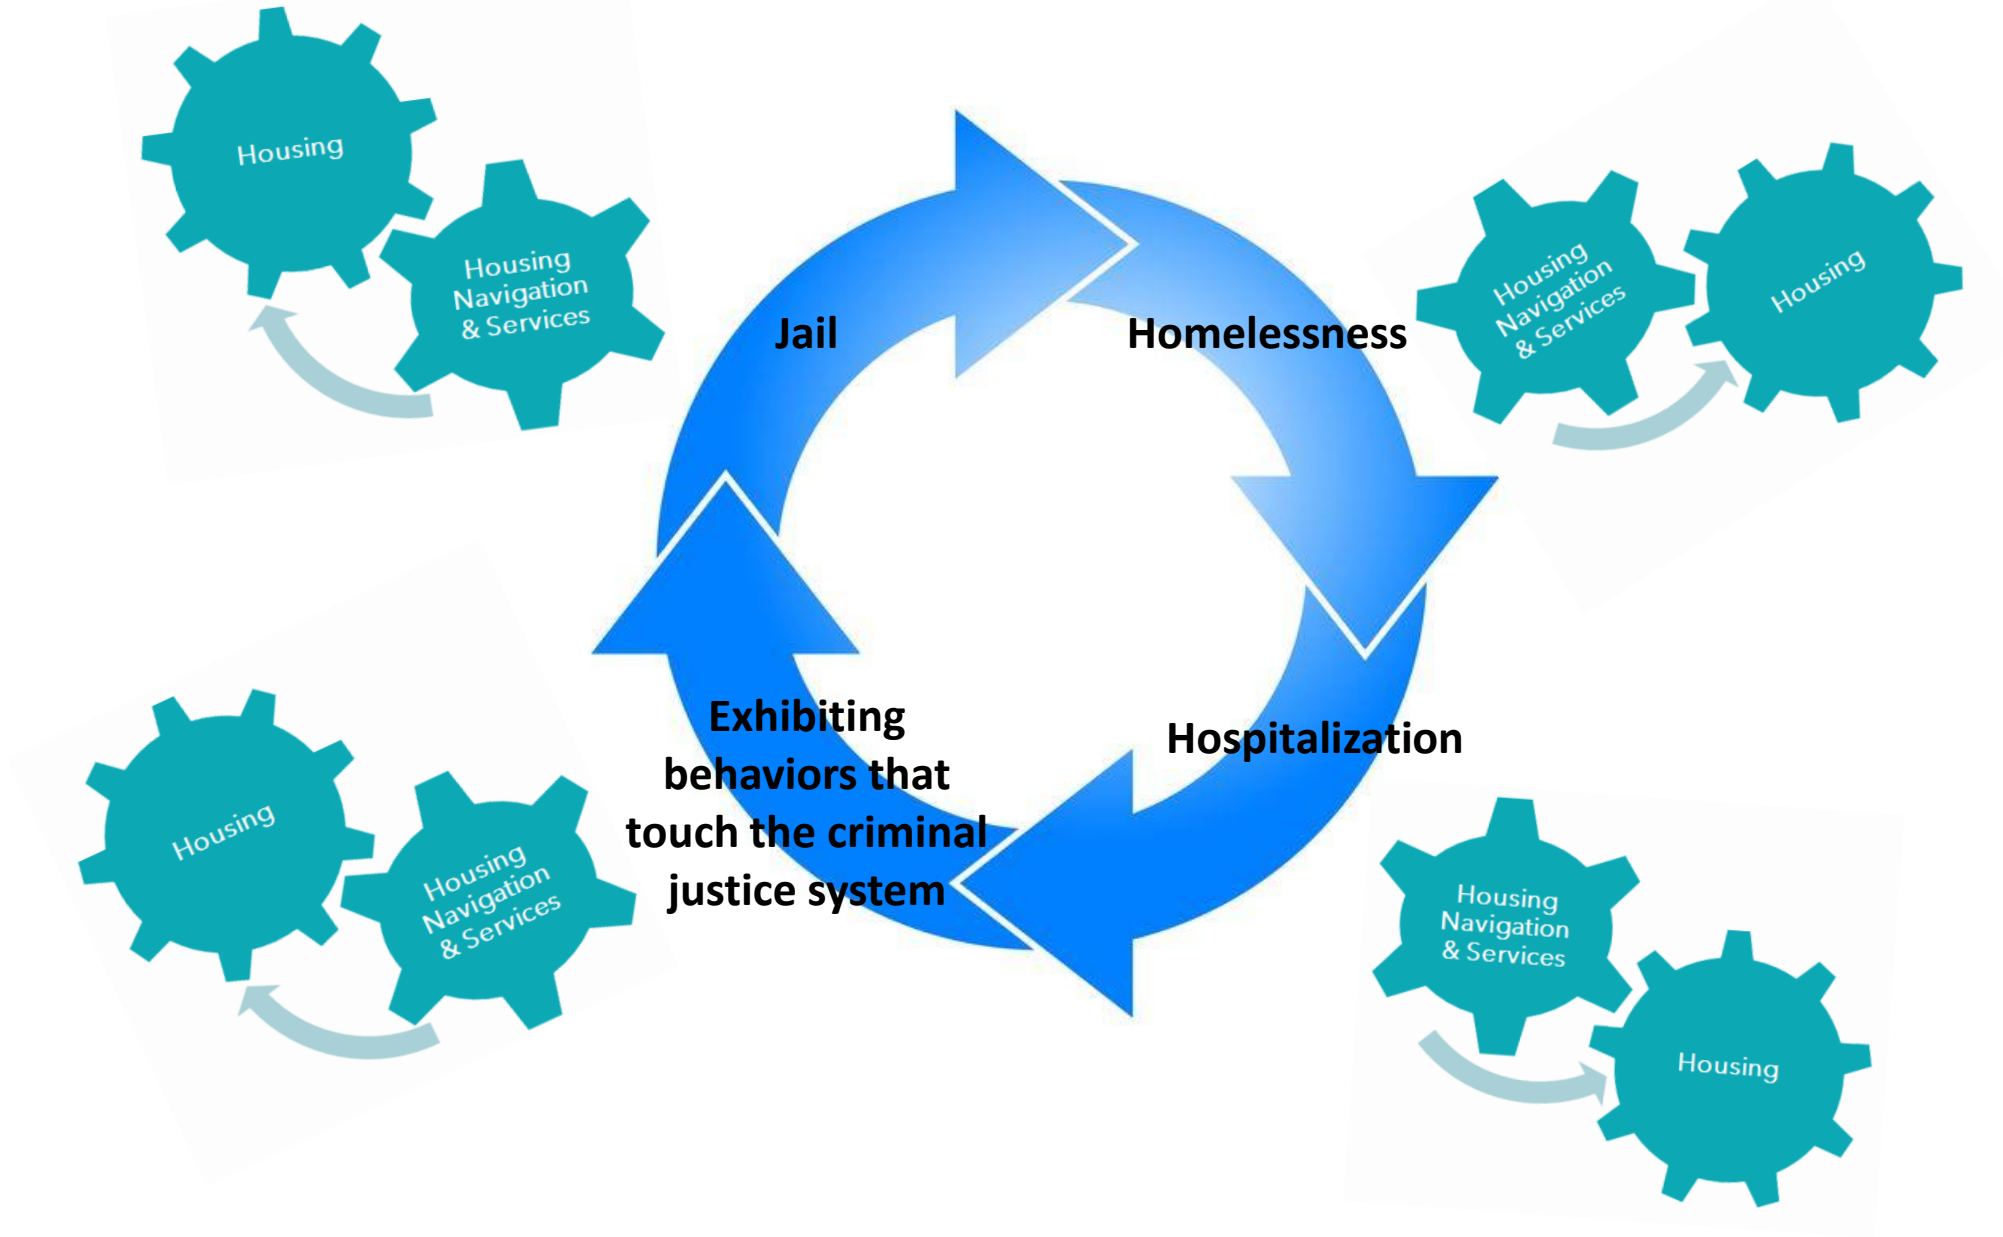 Housing
Housing
Navigation
& Services
Jail
Homelessness
Housing
Navigation
& Services
Housing
Housing
Housing
Navigation
& Services
Exhibiting
behaviors that
touch the criminal
justice system
Hospitalization
Housing
Navigation
& Services
Housing